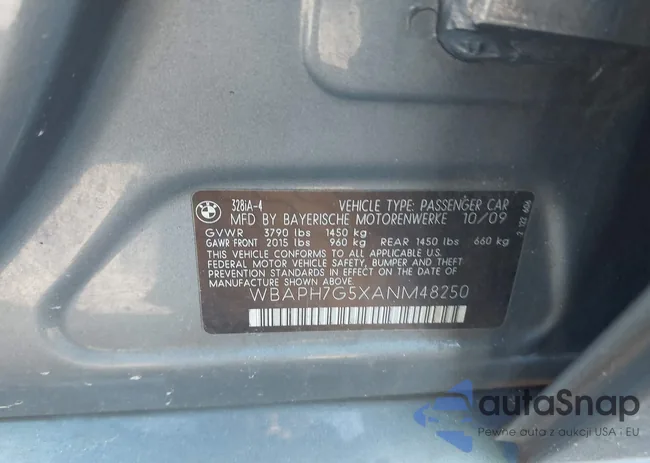 328iA-4 VEHICLE TYPE: PASSENGER CAR
MFD BY BAYERISCHE MOTORENWERKE 10/09
GVWR 3790 lbs 1450 kg
GAWR FRONT 2015 lbs 960 kg REAR 1450 lbs 660 kg
THIS VEHICLE CONFORMS TO ALL APPLICABLE U.S. FEDERAL
MOTOR VEHICLE SAFETY, BUMPER AND THEFT
PREVENTION STANDARDS IN EFFECT ON THE DATE OF
MANUFACTURE SHOWN ABOVE
WBAPH7G5XANM48250
autaSnap
Pewne auta z aukcji USA i EU